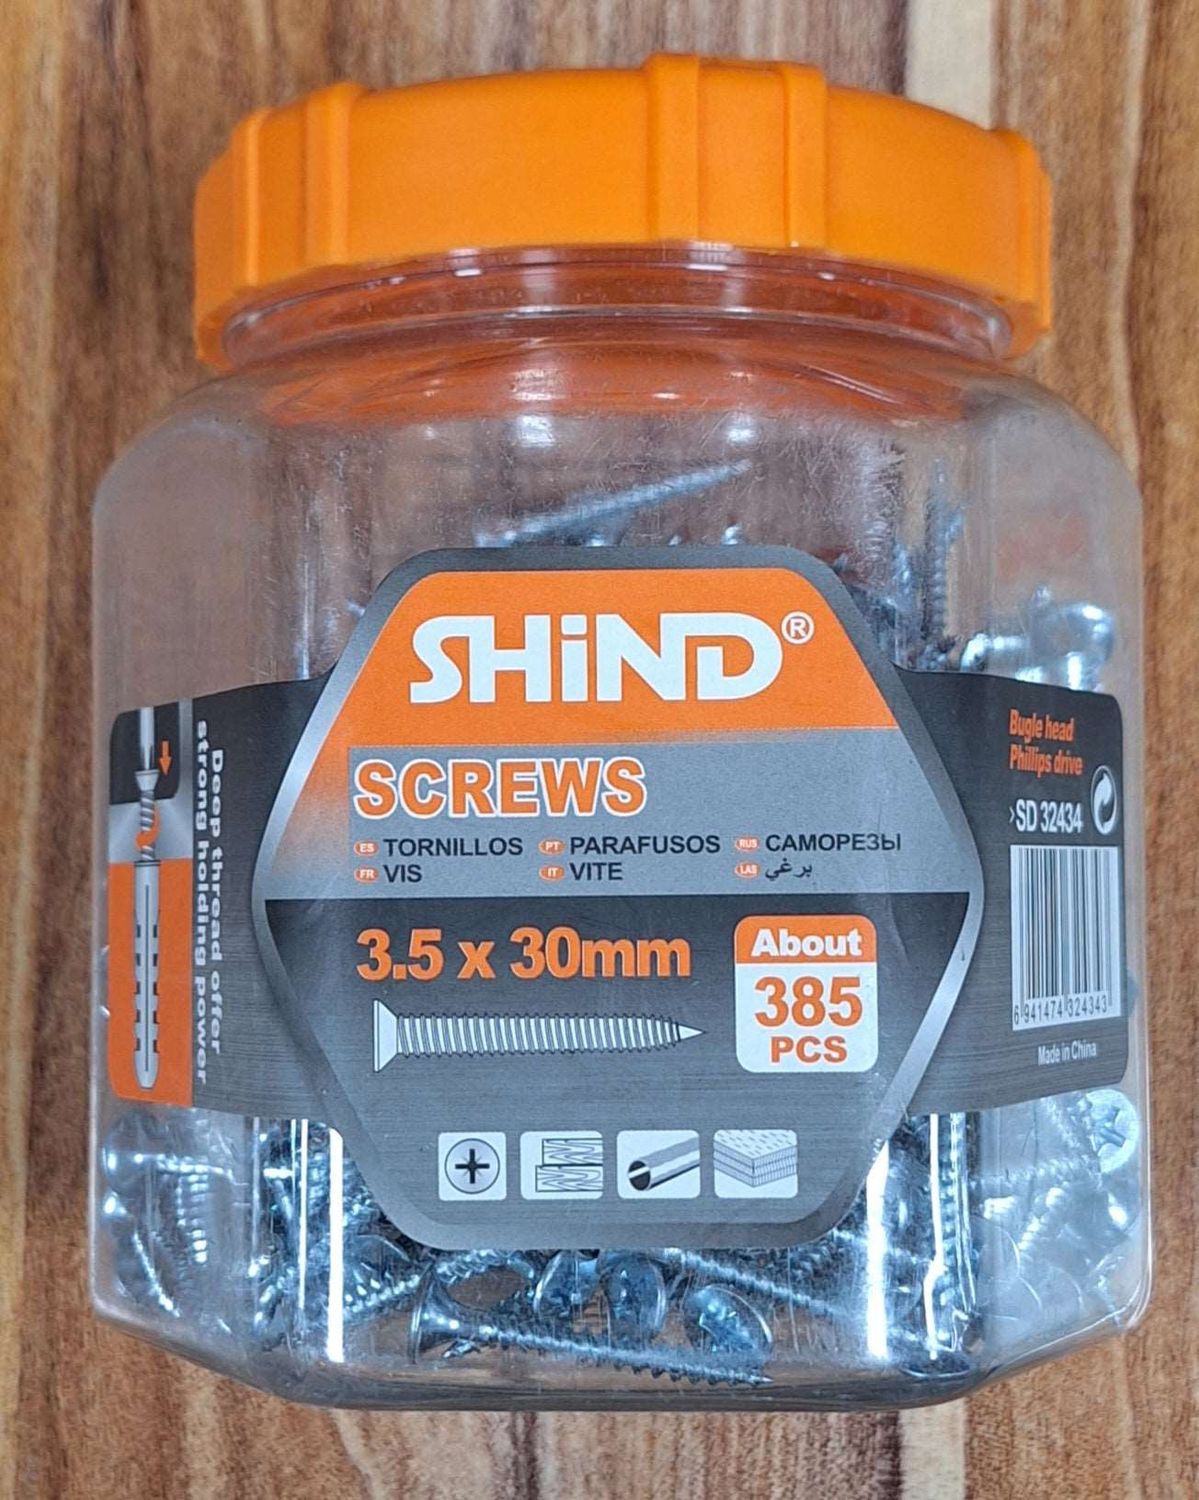 SHiND®
SCREWS
ES TORNILLOS PT PARAFUSOS RUS САМОРЕЗЫ
FR VIS IT VITE LAS برغي
3.5 x 30mm
About
385
PCS
Deep thread offer
strong holding power
Bugle head
Phillips drive
SD 32434
6 941474 324343
Made in China